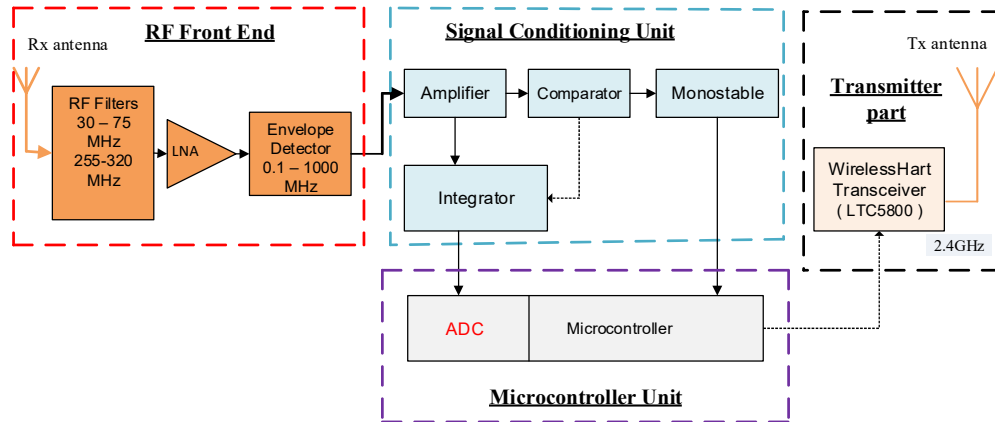 RF Front End
Rx antenna
RF Filters
30 – 75
MHz
255-320
MHz
LNA
Envelope
Detector
0.1 – 1000
MHz
Signal Conditioning Unit
Amplifier
Comparator
Monostable
Integrator
Tx antenna
Transmitter
part
WirelessHart
Transceiver
( LTC5800 )
2.4GHz
ADC
Microcontroller
Microcontroller Unit